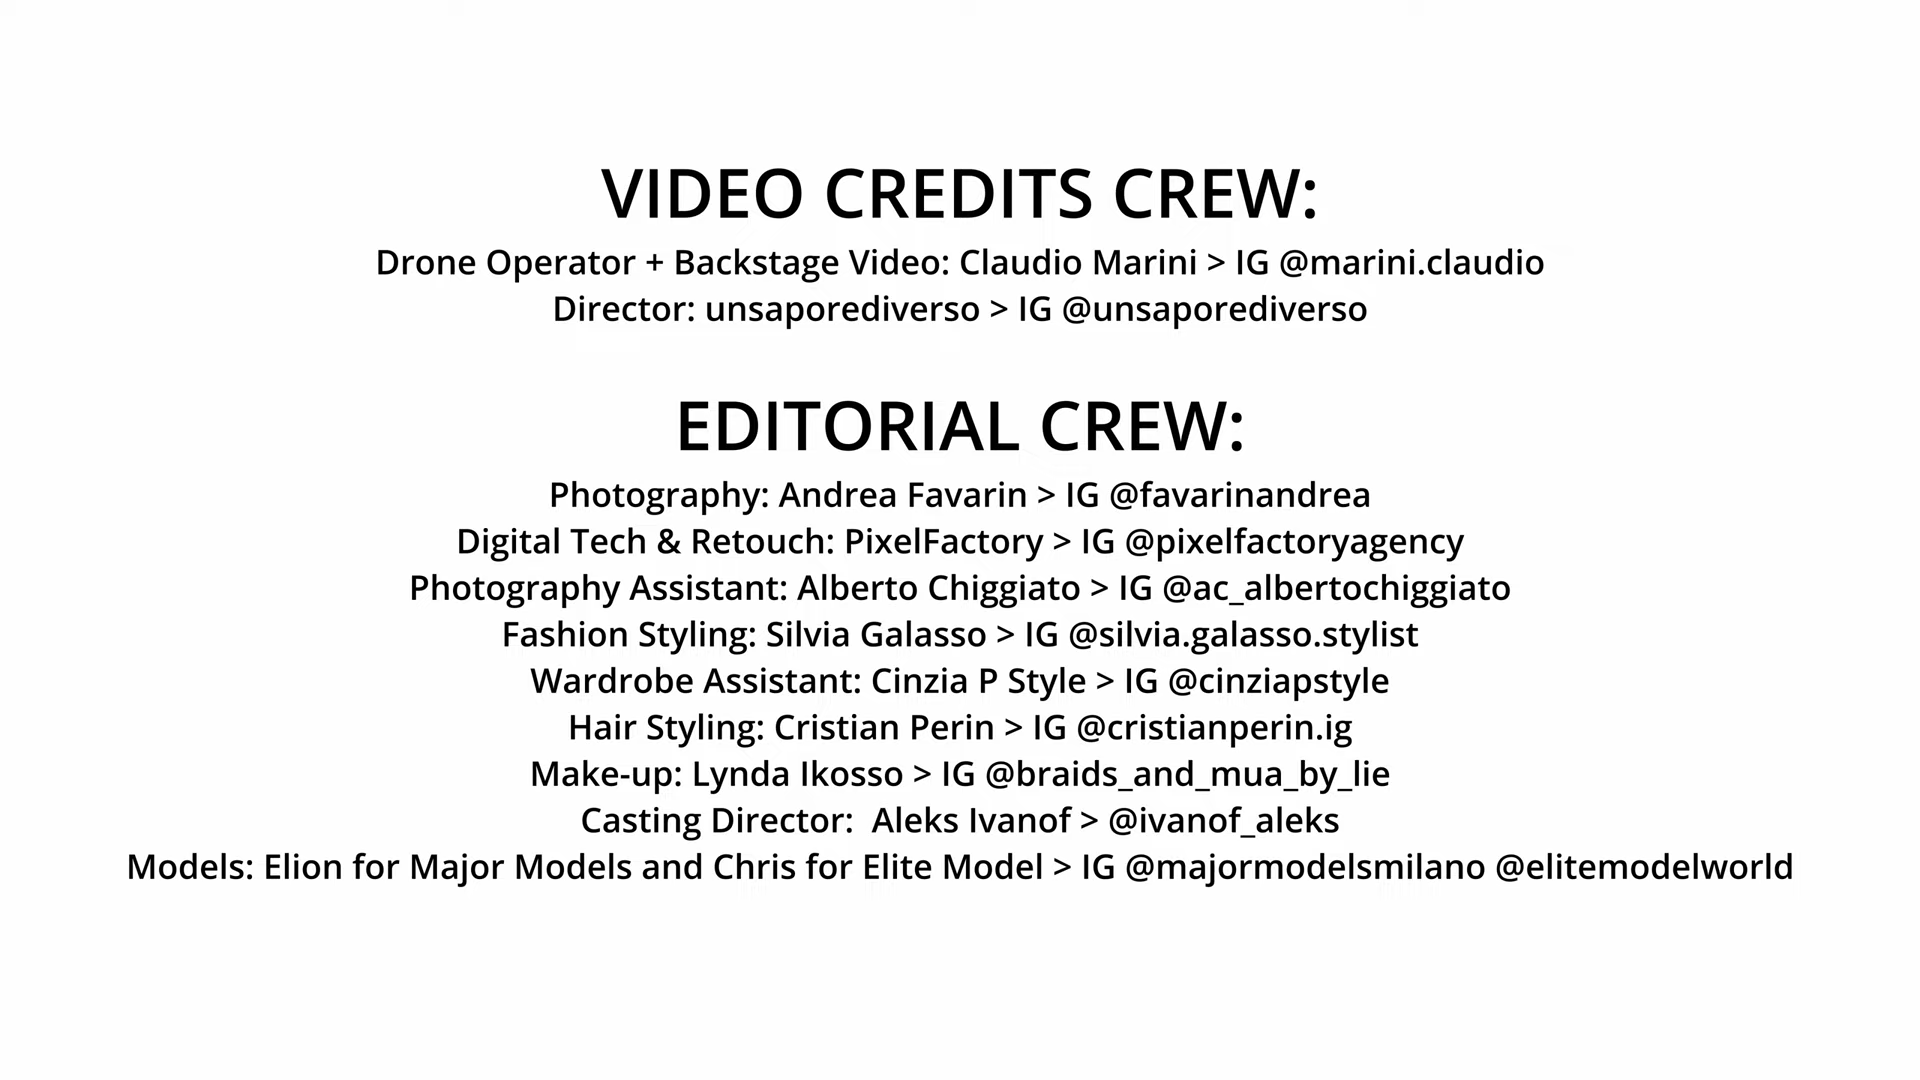 VIDEO CREDITS CREW:
Drone Operator + Backstage Video: Claudio Marini > IG @marini.claudio
Director: unsaporediverso > IG @unsaporediverso
EDITORIAL CREW:
Photography: Andrea Favarin > IG @favarinandrea
Digital Tech & Retouch: PixelFactory > IG @pixelfactoryagency
Photography Assistant: Alberto Chiggiato > IG @ac_albertochiggiato
Fashion Styling: Silvia Galasso > IG @silvia.galasso.stylist
Wardrobe Assistant: Cinzia P Style > IG @cinziapstyle
Hair Styling: Cristian Perin > IG @cristianperin.ig
Make-up: Lynda Ikosso > IG @braids_and_mua_by_lie
Casting Director:  Aleks Ivanof > @ivanof_aleks
Models: Elion for Major Models and Chris for Elite Model > IG @majormodelsmilano @elitemodelworld